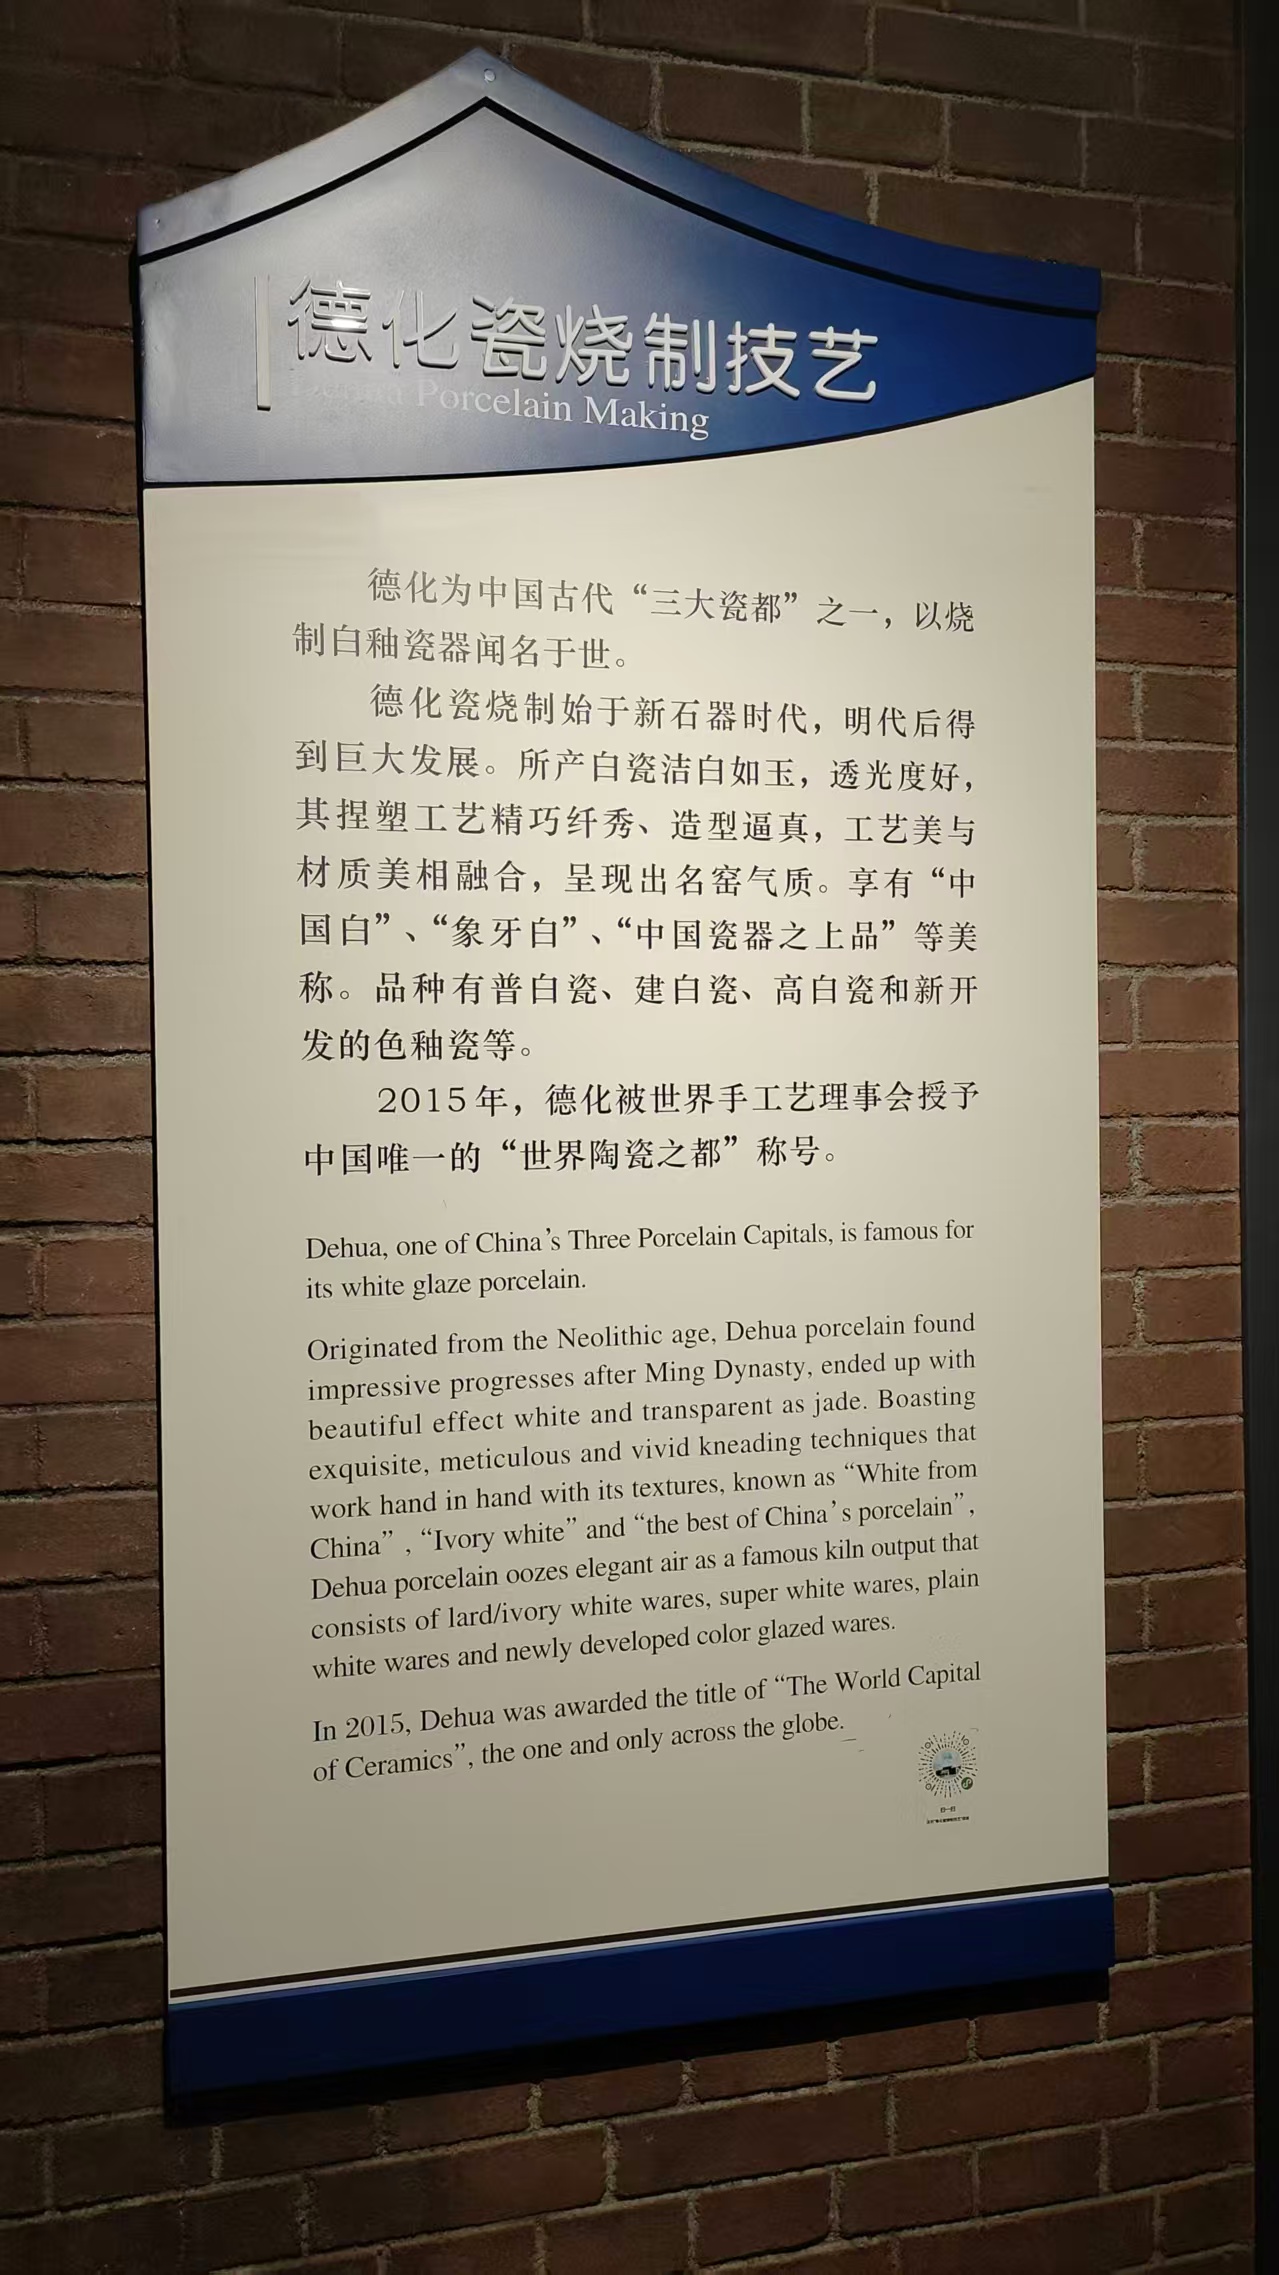 德化瓷烧制技艺
Dehua Porcelain Making
德化为中国古代“三大瓷都”之一，以烧
制白釉瓷器闻名于世。
德化瓷烧制始于新石器时代，明代后得
到巨大发展。所产白瓷洁白如玉，透光度好，
其捏塑工艺精巧纤秀、造型逼真，工艺美与
材质美相融合，呈现出名窑气质。享有“中
国白”、“象牙白”、“中国瓷器之上品”等美
称。品种有普白瓷、建白瓷、高白瓷和新开
发的色釉瓷等。
2015年，德化被世界手工艺理事会授予
中国唯一的“世界陶瓷之都”称号。
Dehua, one of China’s Three Porcelain Capitals, is famous for
its white glaze porcelain.
Originated from the Neolithic age, Dehua porcelain found
impressive progresses after Ming Dynasty, ended up with
beautiful effect white and transparent as jade. Boasting
exquisite, meticulous and vivid kneading techniques that
work hand in hand with its textures, known as “White from
China” , “Ivory white” and “the best of China’s porcelain”,
Dehua porcelain oozes elegant air as a famous kiln output that
consists of lard/ivory white wares, super white wares, plain
white wares and newly developed color glazed wares.
In 2015, Dehua was awarded the title of “The World Capital
of Ceramics”, the one and only across the globe.
扫一扫